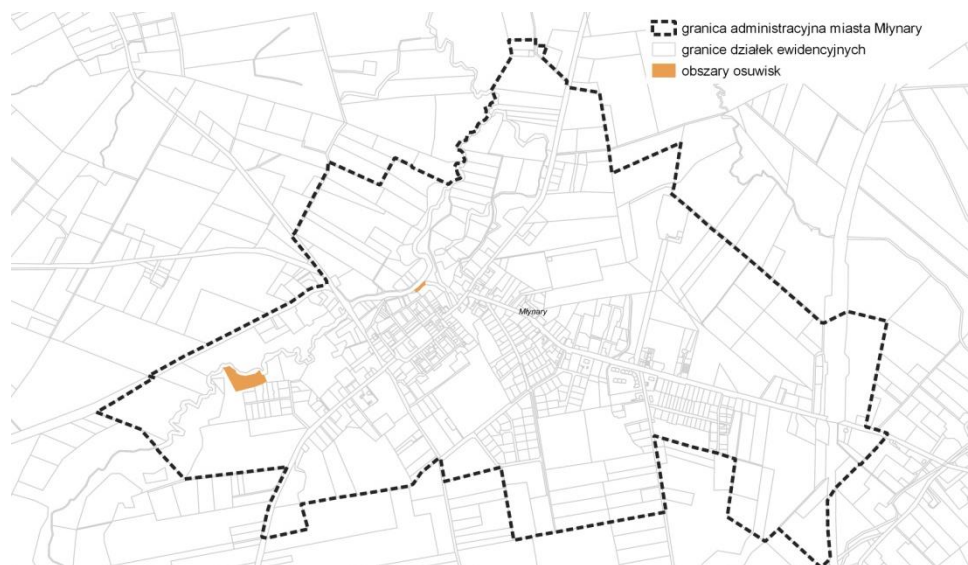 granica administracyjna miasta Młynary
granice działek ewidencyjnych
obszary osuwisk
Młynary